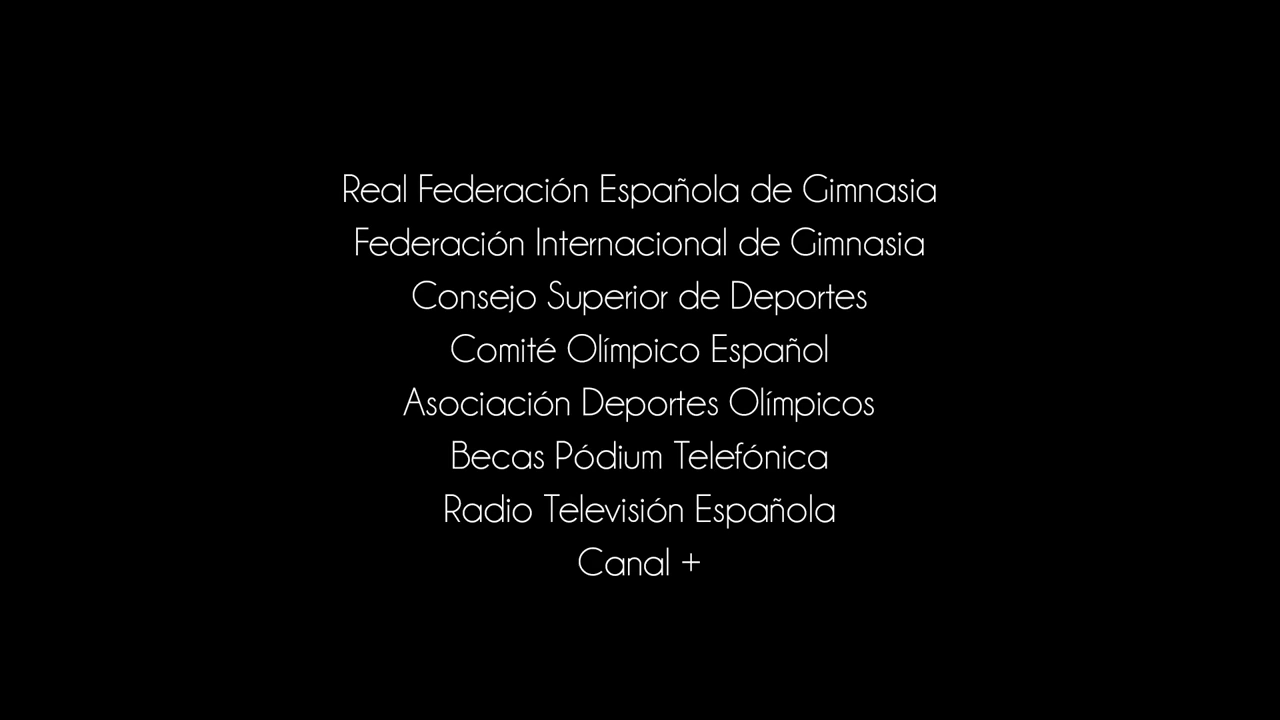 Real Federación Española de Gimnasia
Federación Internacional de Gimnasia
Consejo Superior de Deportes
Comité Olímpico Español
Asociación Deportes Olímpicos
Becas Pódium Telefónica
Radio Televisión Española
Canal +